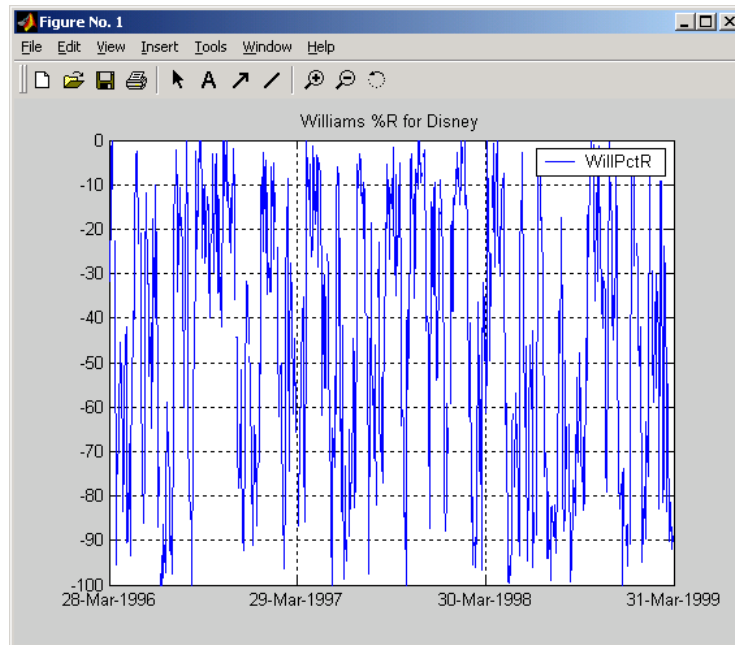 Figure No. 1
File Edit View Insert Tools Window Help
A
Williams %R for Disney
WillPctR
0
-10
-20
-30
-40
-50
-60
-70
-80
-90
-100
28-Mar-1996 29-Mar-1997 30-Mar-1998 31-Mar-1999